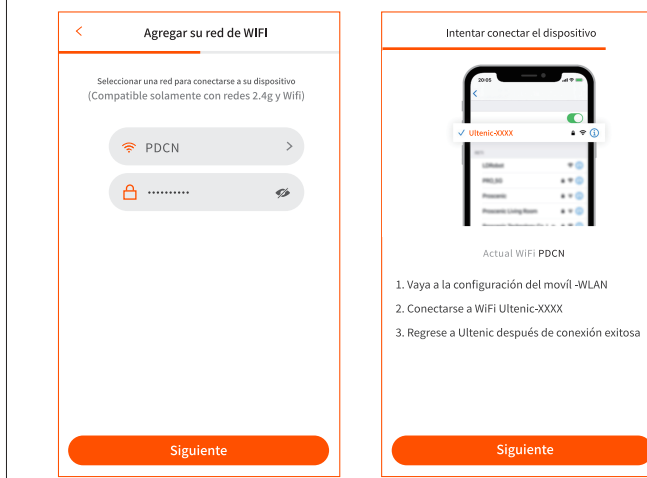 Agregar su red de WIFI
Seleccionar una red para conectarse a su dispositivo
(Compatible solamente con redes 2.4g y Wifi)
PDCN
Siguiente
Intentar conectar el dispositivo
20:05
Ultenic-XXXX
Actual WiFi PDCN
1. Vaya a la configuración del movíl -WLAN
2. Conectarse a WiFi Ultenic-XXXX
3. Regrese a Ultenic después de conexión exitosa
Siguiente